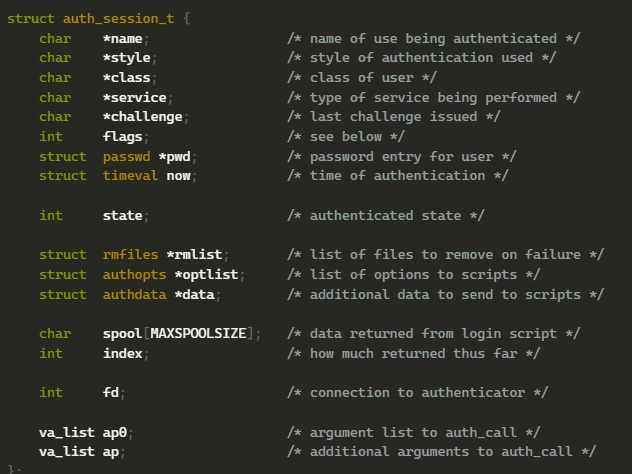 struct auth_session_t {
    char    *name;                 /* name of use being authenticated */
    char    *style;                /* style of authentication used */
    char    *class;                /* class of user */
    char    *service;              /* type of service being performed */
    char    *challenge;            /* last challenge issued */
    int     flags;                 /* see below */
    struct  passwd *pwd;           /* password entry for user */
    struct  timeval now;           /* time of authentication */

    int     state;                 /* authenticated state */

    struct  rmfiles *rmlist;       /* list of files to remove on failure */
    struct  authopts *optlist;     /* list of options to scripts */
    struct  authdata *data;        /* additional data to send to scripts */

    char    spool[MAXSPOOLSIZE];   /* data returned from login script */
    int     index;                 /* how much returned thus far */

    int     fd;                    /* connection to authenticator */

    va_list ap0;                   /* argument list to auth_call */
    va_list ap;                    /* additional arguments to auth_call */
};